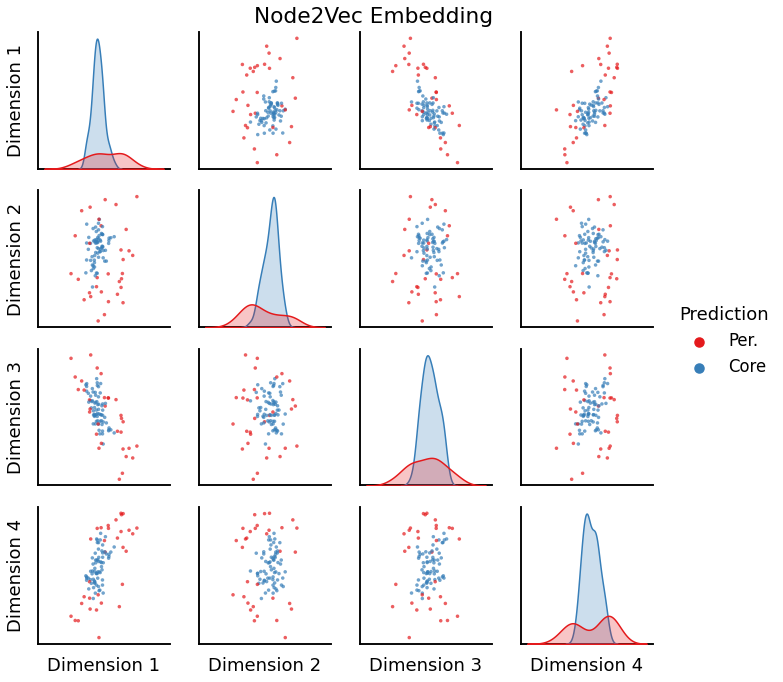 Node2Vec Embedding
Dimension 1
Dimension 2
Dimension 3
Dimension 4
Prediction
Per.
Core
Dimension 1
Dimension 2
Dimension 3
Dimension 4